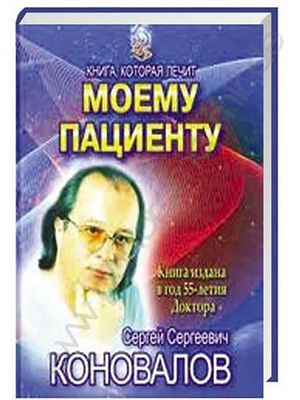 КНИГА, КОТОРАЯ ЛЕЧИТ
МОЕМУ
ПАЦИЕНТУ
Книга издана
в год 55-летия
Доктора
Сергей Сергеевич
КОНОВАЛОВ